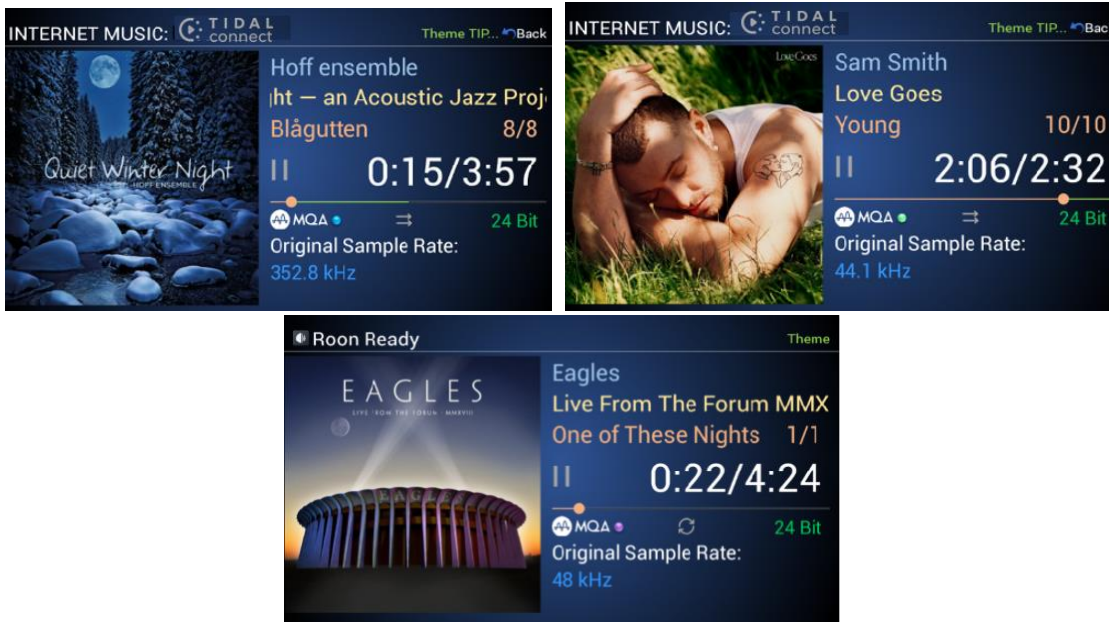 INTERNET MUSIC: TIDAL connect Theme TIP... Back
Quiet Winter Night
HOFF ENSEMBLE
Hoff ensemble
ht — an Acoustic Jazz Proj
Blågutten 8/8
0:15/3:57
MQA 24 Bit
Original Sample Rate:
352.8 kHz
INTERNET MUSIC: TIDAL connect Theme TIP... Bac
Love Goes
Sam Smith
Love Goes
Young 10/10
2:06/2:32
MQA 24 Bit
Original Sample Rate:
44.1 kHz
Roon Ready Theme
EAGLES
LIVE FROM THE FORUM MMXVIII
EAGLES
Eagles
Live From The Forum MMX
One of These Nights 1/1
0:22/4:24
MQA 24 Bit
Original Sample Rate:
48 kHz